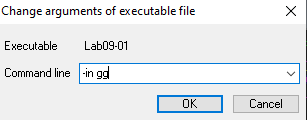 Change arguments of executable file
Executable Lab09-01
Command line -in gg
OK Cancel